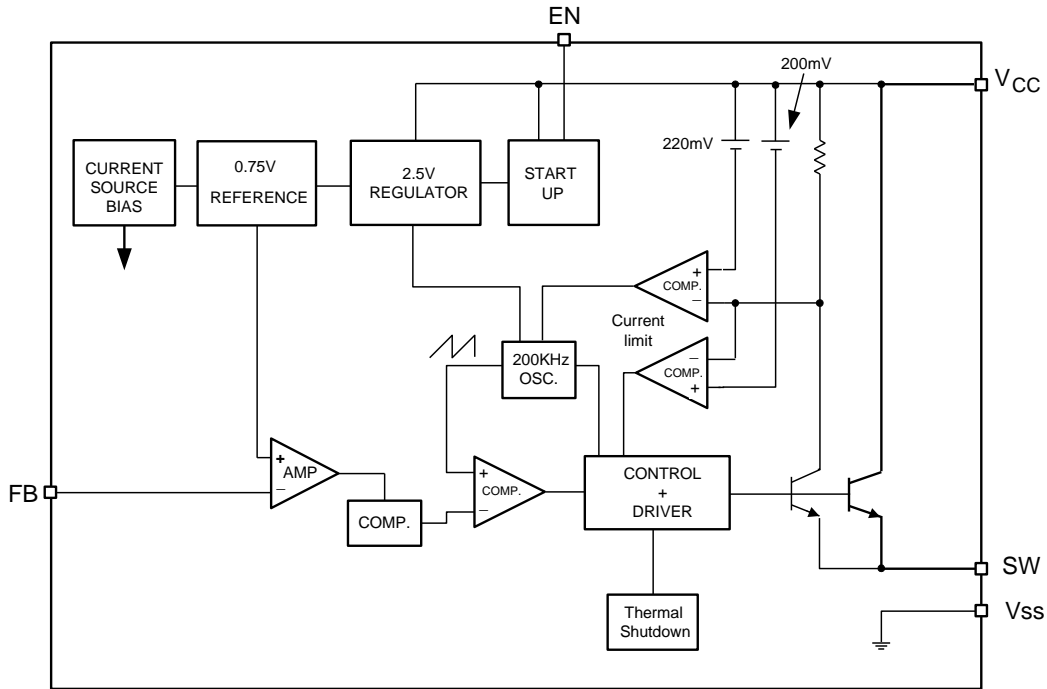 EN
200mV
VCC
220mV
CURRENT
SOURCE
BIAS
0.75V
REFERENCE
2.5V
REGULATOR
START
UP
+
COMP.
−
Current
limit
−
COMP.
+
200KHz
OSC.
+
AMP
−
FB
COMP.
+
COMP.
−
CONTROL
+
DRIVER
SW
Vss
Thermal
Shutdown